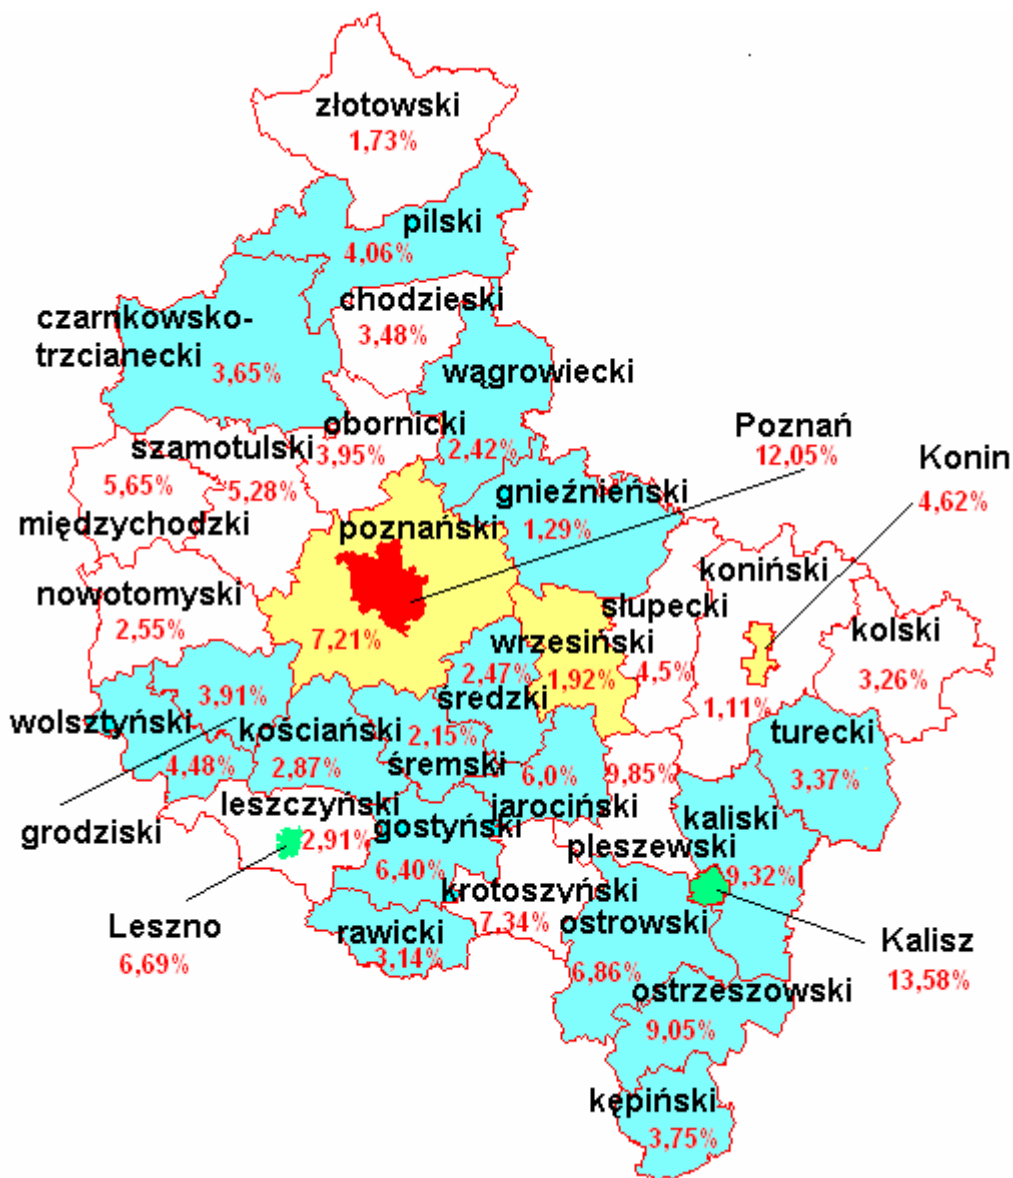 złotowski
1,73%
pilski
4,06%
chodzieski
3,48%
czarnkowsko-
trzcianecki
3,65%
wągrowiecki
2,42%
obornicki
3,95%
szamotulski
5,28%
5,65%
międzychodzki
Poznań
12,05%
Konin
4,62%
gnieźnieński
1,29%
poznański
7,21%
nowotomyski
2,55%
koniński
1,11%
słupecki
4,5%
kolski
3,26%
wrzesiński
1,92%
2,47%
średzki
3,91%
wolsztyński
4,48%
kościański
2,87%
2,15%
śremski
6,0%
jarociński
9,85%
pleszewski
turecki
3,37%
grodziski
leszczyński
2,91%
gostyński
6,40%
kaliski
9,32%
krotoszyński
7,34%
ostrowski
6,86%
Leszno
6,69%
rawicki
3,14%
Kalisz
13,58%
ostrzeszowski
9,05%
kępiński
3,75%